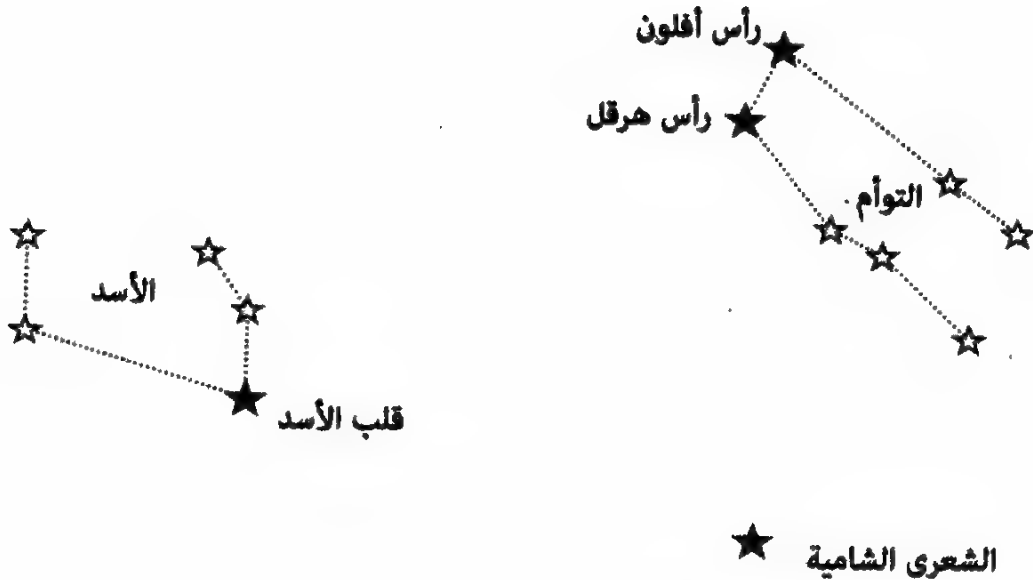 رأس أفلون
رأس هرقل
التوأم
الأسد
قلب الأسد
الشعرى الشامية